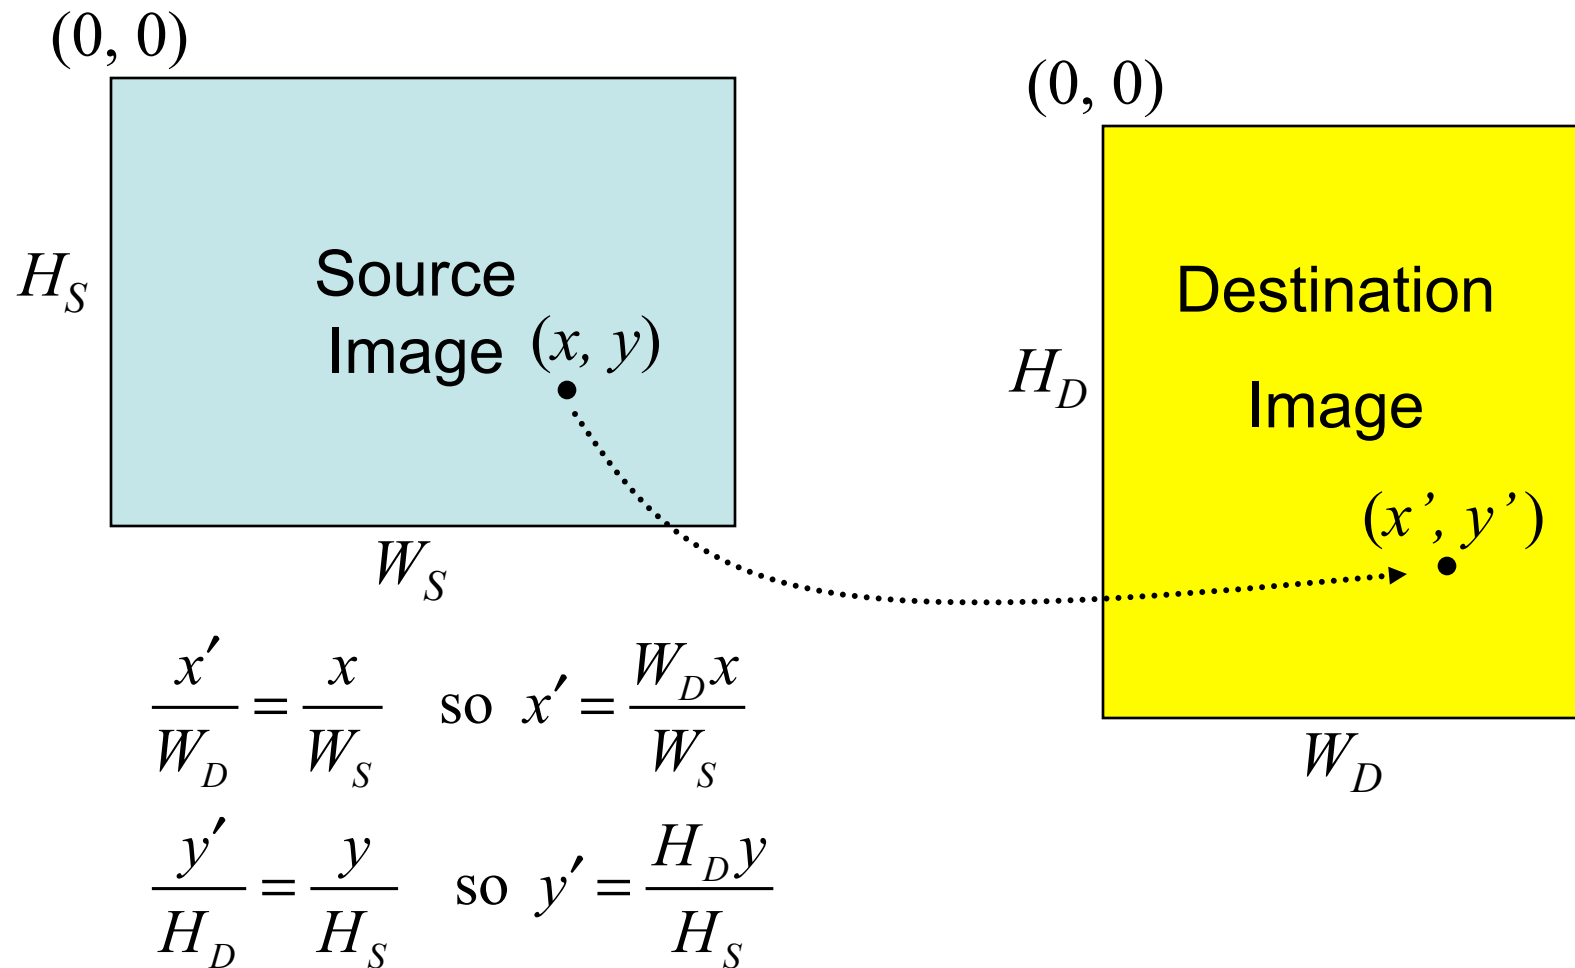 (0, 0)
H_S
Source
Image
(x, y)
W_S
(0, 0)
H_D
Destination
Image
(x’, y’)
W_D
x′/W_D = x/W_S so x′ = W_D x/W_S
y′/H_D = y/H_S so y′ = H_D y/H_S